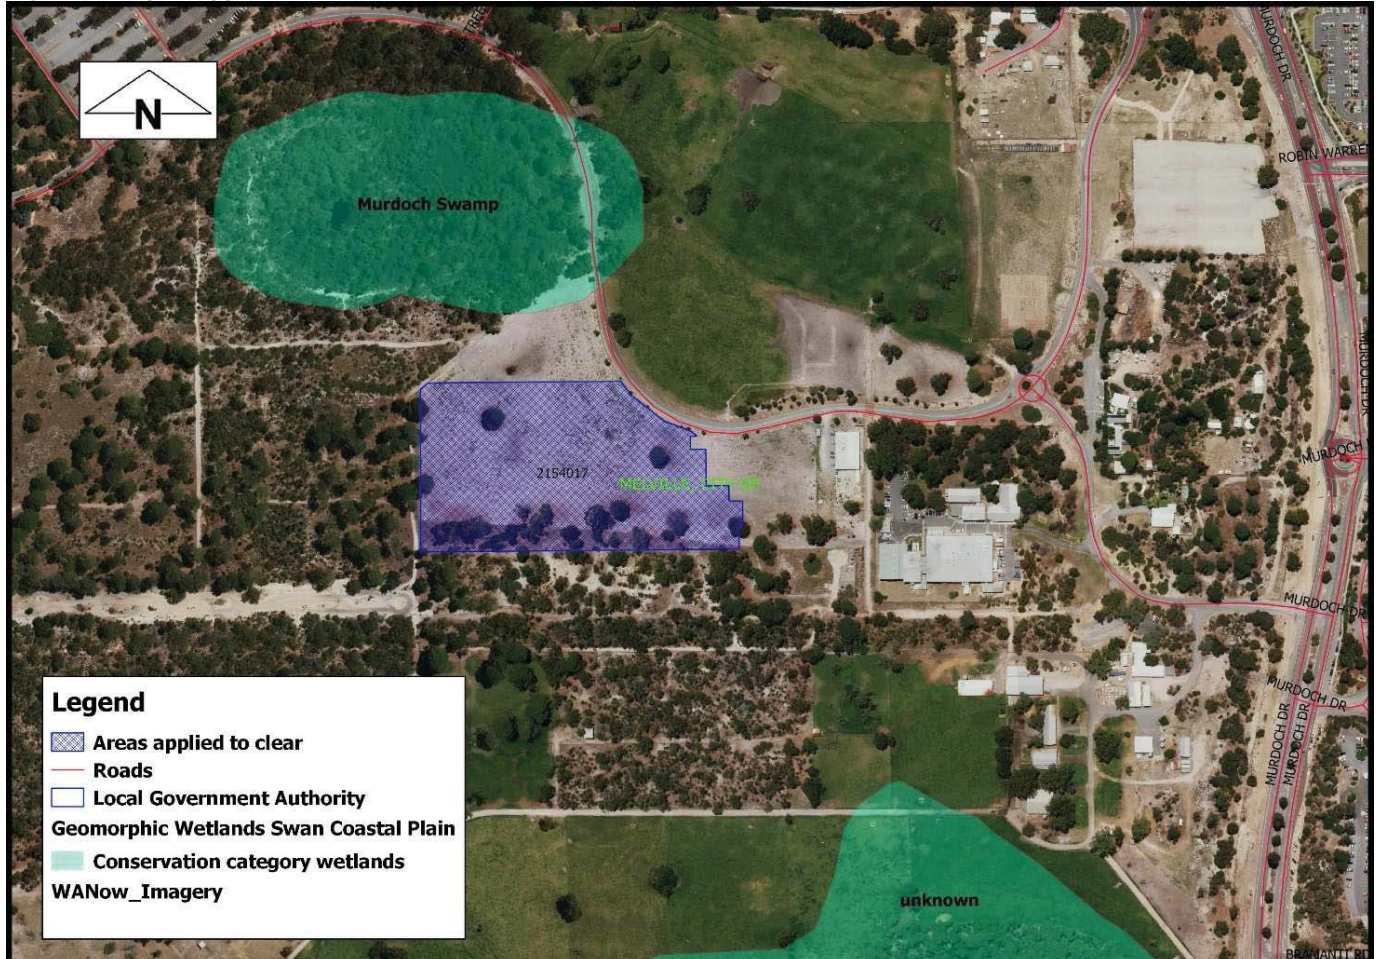 MURDOCH DR
N
ROBIN WARREN
Murdoch Swamp
MURDOCH DR
MURDOCH
2154017
MELVILLE, CITY OF
MURDOCH DR
MURDOCH DR
MURDOCH DR
MURDOCH DR
Legend
Areas applied to clear
Roads
Local Government Authority
Geomorphic Wetlands Swan Coastal Plain
Conservation category wetlands
WANow_Imagery
unknown